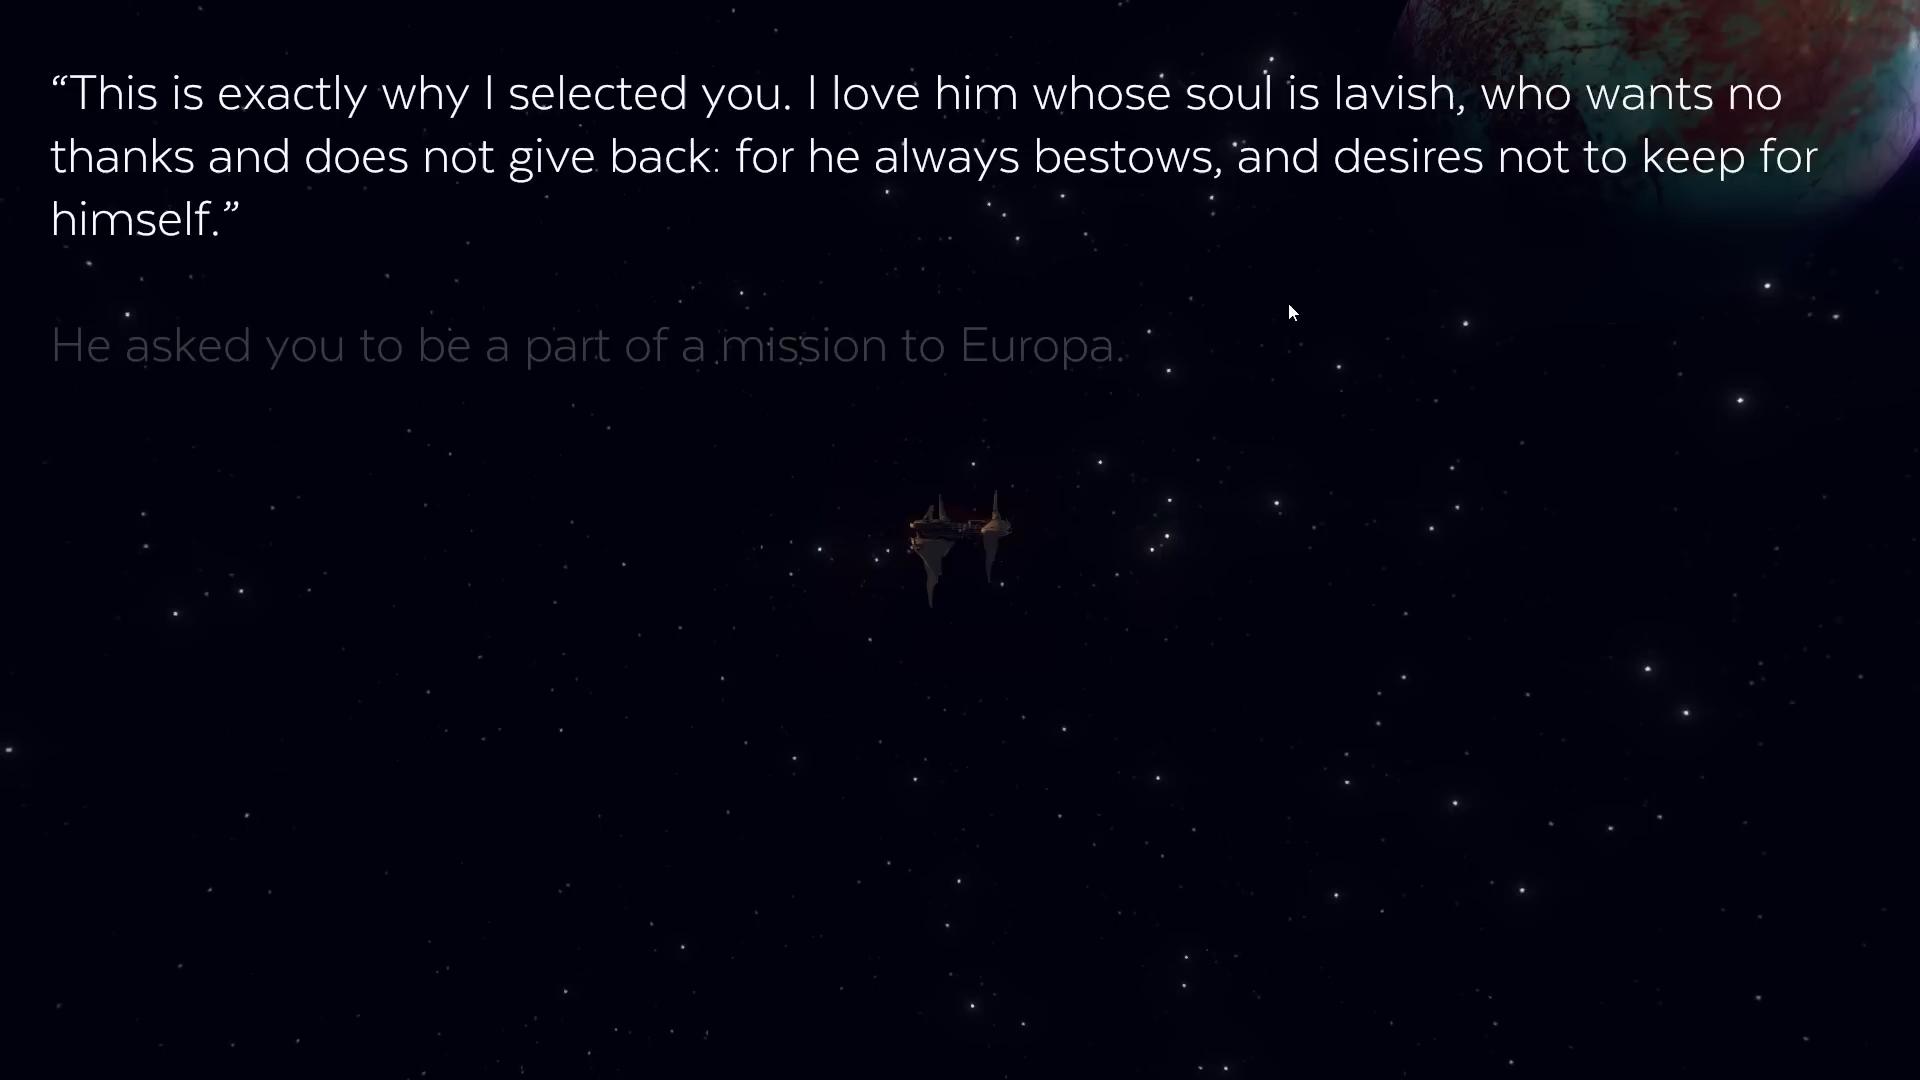 “This is exactly why I selected you. I love him whose soul is lavish, who wants no
thanks and does not give back: for he always bestows, and desires not to keep for
himself.”
He asked you to be a part of a mission to Europa.